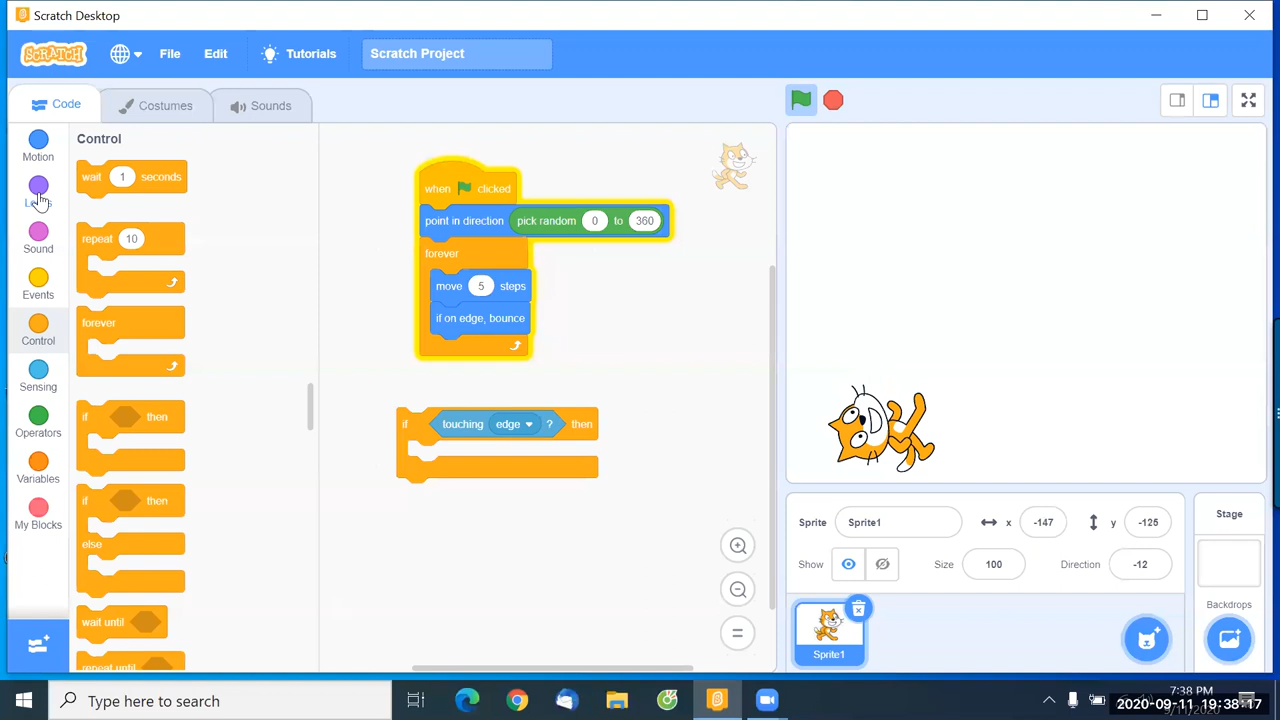 Scratch Desktop
SCRATCH File Edit Tutorials Scratch Project
Code Costumes Sounds
Motion
Sound
Events
Control
Sensing
Operators
Variables
My Blocks
Control
wait 1 seconds
repeat 10
forever
if then
if then
else
wait until
repeat until
when clicked
point in direction pick random 0 to 360
forever
move 5 steps
if on edge, bounce
if touching edge ? then
Sprite Sprite1 x -147 y -125
Show Size 100 Direction -12
Sprite1
Stage
Backdrops
Type here to search
7:38 PM
2020-09-11 19:38:17